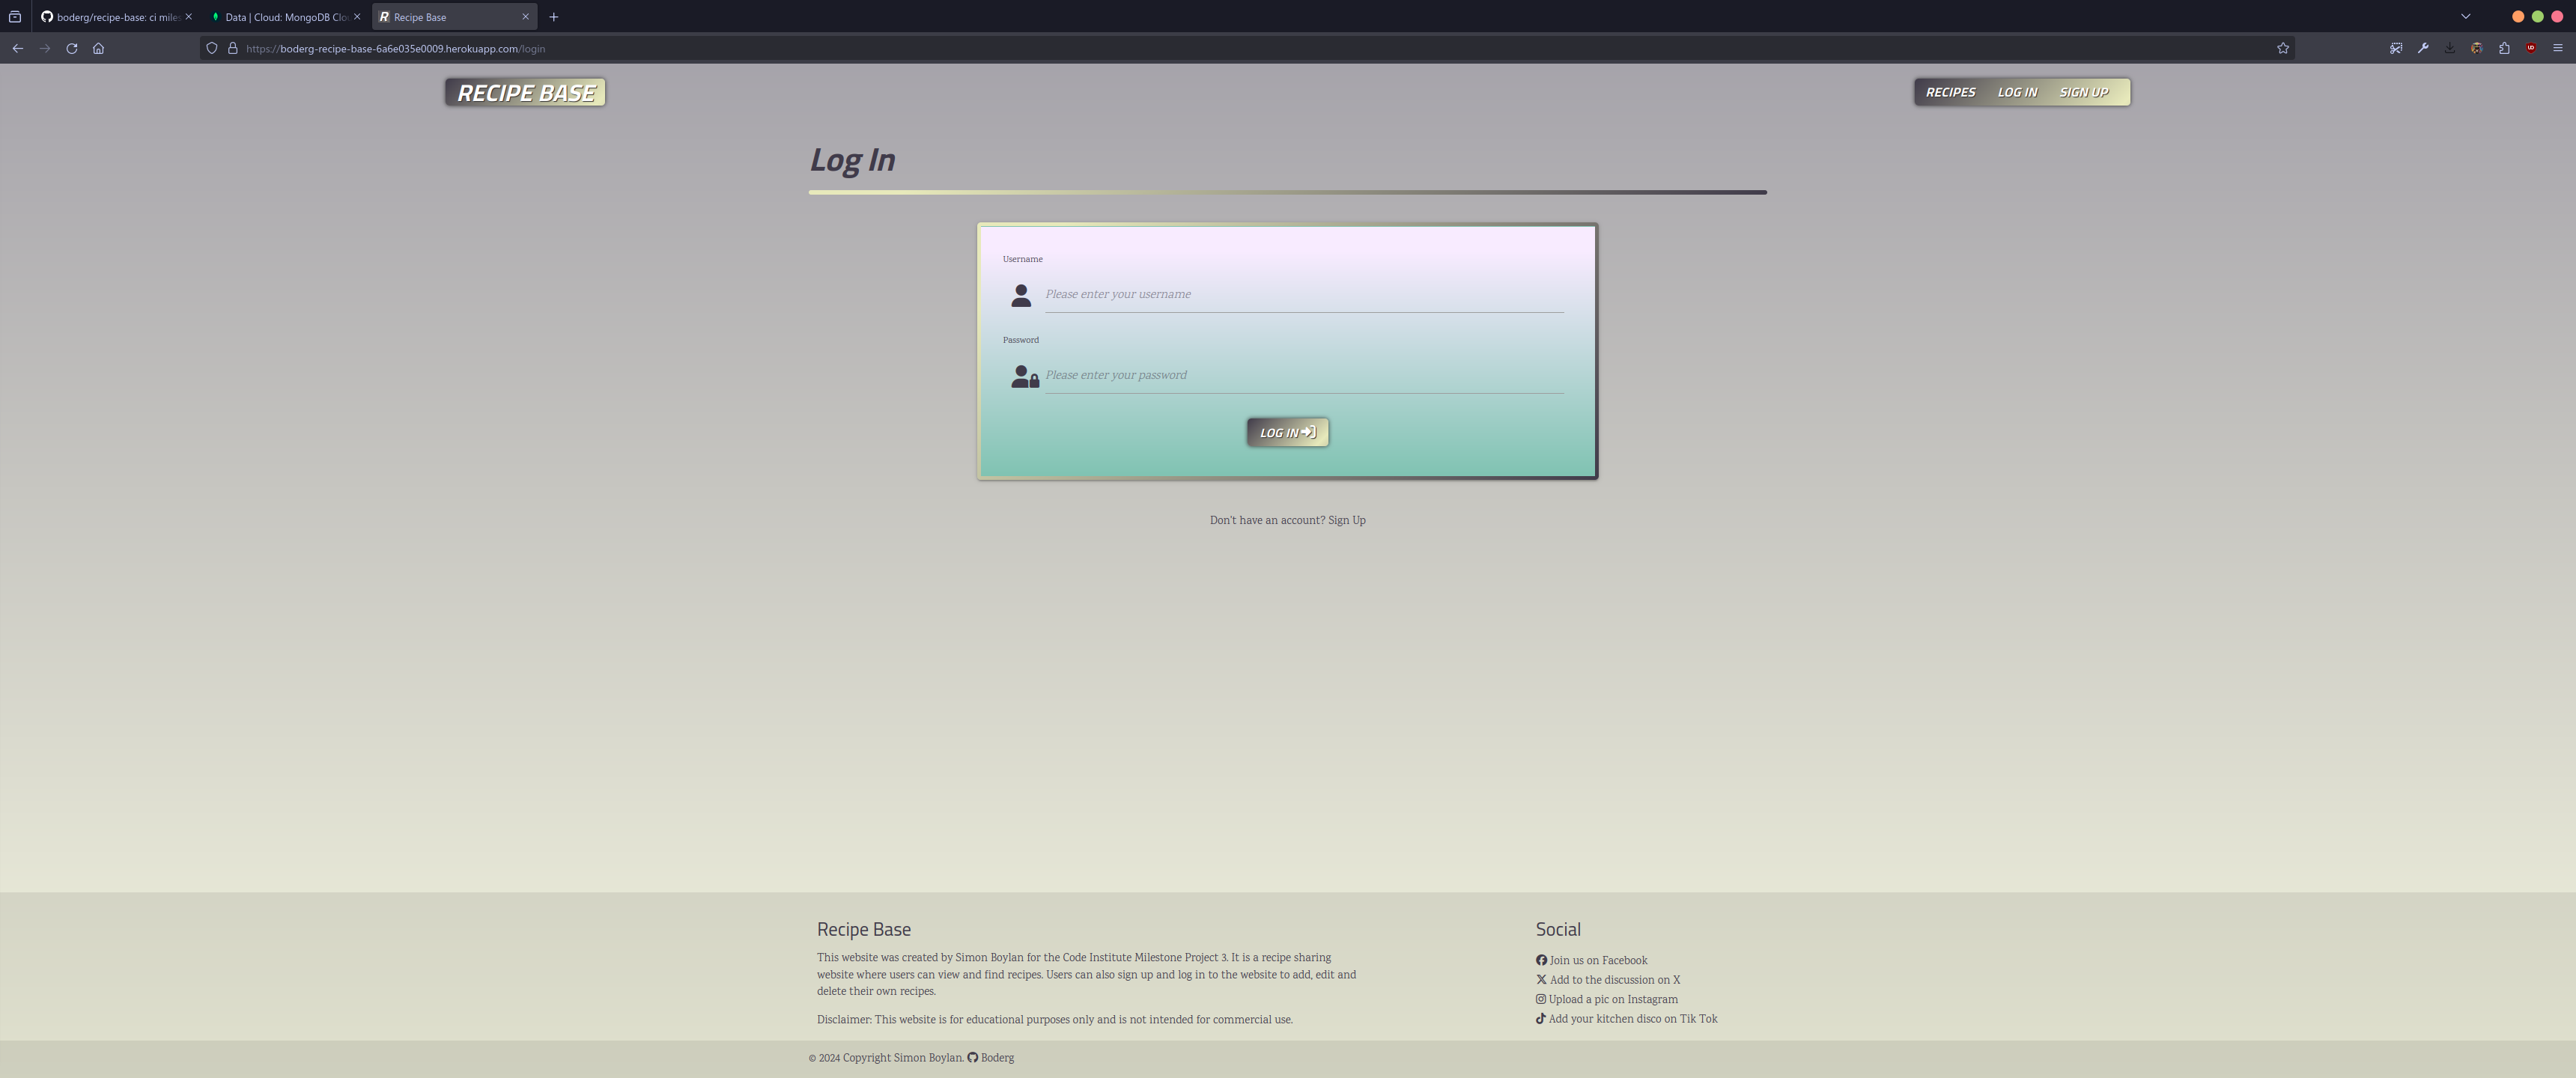 boderg/recipe-base: ci miles
Data | Cloud: MongoDB Clou
R Recipe Base
https://boderg-recipe-base-6a6e035e0009.herokuapp.com/login
RECIPE BASE
RECIPES LOG IN SIGN UP
Log In
Username
Please enter your username
Password
Please enter your password
LOG IN
Don't have an account? Sign Up
Recipe Base
This website was created by Simon Boylan for the Code Institute Milestone Project 3. It is a recipe sharing
website where users can view and find recipes. Users can also sign up and log in to the website to add, edit and
delete their own recipes.
Disclaimer: This website is for educational purposes only and is not intended for commercial use.
Social
Join us on Facebook
Add to the discussion on X
Upload a pic on Instagram
Add your kitchen disco on Tik Tok
© 2024 Copyright Simon Boylan. Boderg